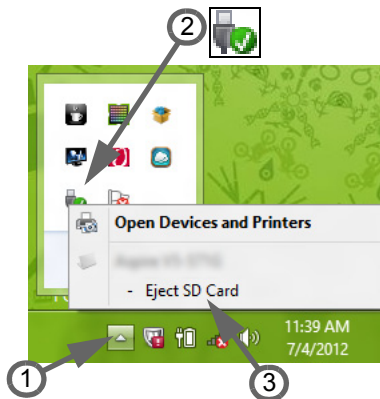 2
Open Devices and Printers
- Eject SD Card
11:39 AM
7/4/2012
1
3